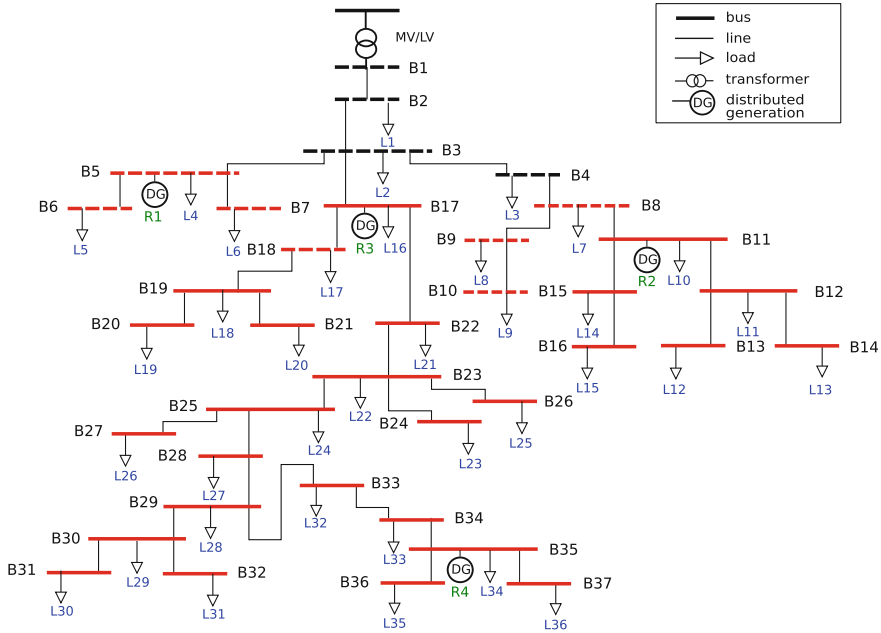 MV/LV
bus
line
load
transformer
DG
distributed
generation
B1
B2
L1
B3
L2
B4
L3
B5
DG
R1
L4
B6
L5
B7
L6
B17
DG
R3
L16
B8
L7
B9
L8
B18
L17
B11
DG
R2
L10
B10
L9
B15
L14
B12
L11
B19
L18
B20
L19
B21
L20
B22
L21
B16
L15
B13
L12
B14
L13
B23
L22
B25
L24
B26
L25
B24
L23
B27
L26
B28
L27
B33
L32
B29
L28
B34
L33
B30
L29
B35
DG
R4
L34
B31
L30
B32
L31
B36
L35
B37
L36